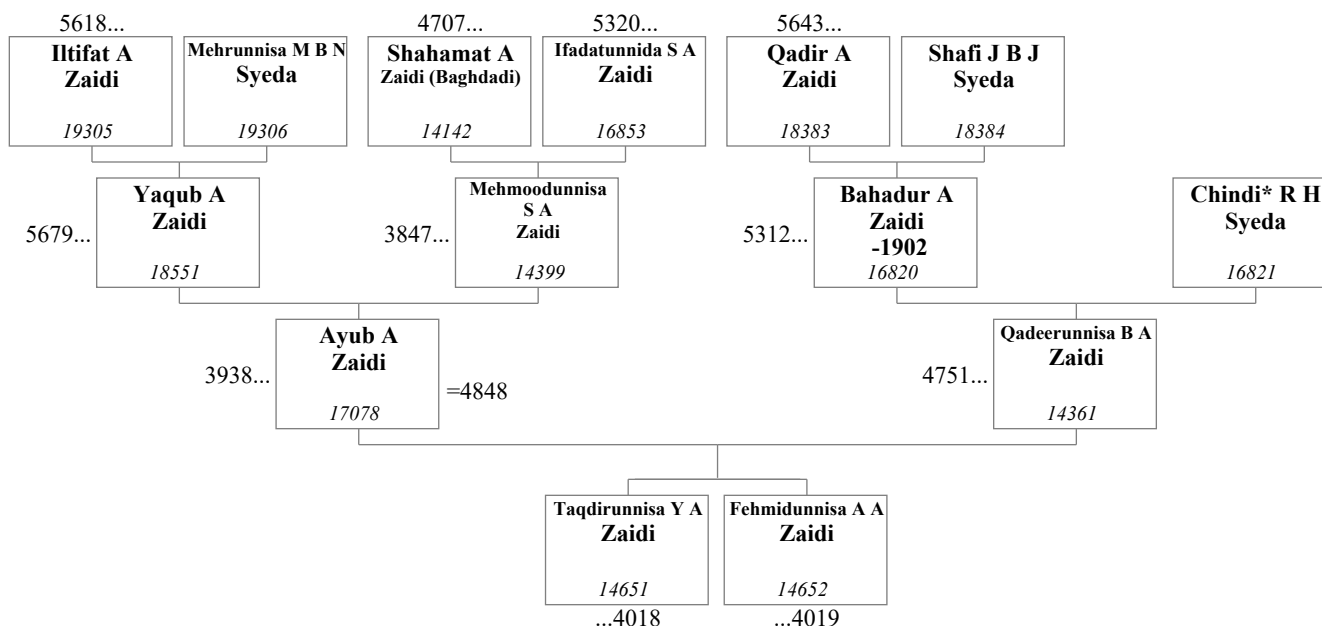 5618...
4707...
5320...
5643...
Iltifat A
Zaidi
19305
Mehrunnisa M B N
Syeda
19306
Shahamat A
Zaidi (Baghdadi)
14142
Ifadatunnida S A
Zaidi
16853
Qadir A
Zaidi
18383
Shafi J B J
Syeda
18384
5679...
Yaqub A
Zaidi
18551
3847...
Mehmoodunnisa
S A
Zaidi
14399
5312...
Bahadur A
Zaidi
-1902
16820
Chindi* R H
Syeda
16821
3938...
Ayub A
Zaidi
17078
=4848
4751...
Qadeerunnisa B A
Zaidi
14361
Taqdirunnisa Y A
Zaidi
14651
...4018
Fehmidunnisa A A
Zaidi
14652
...4019